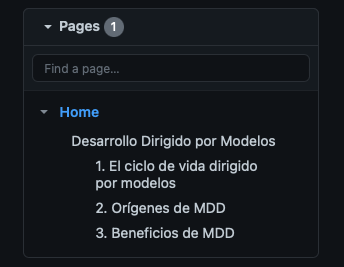 Pages 1
Find a page...
Home
Desarrollo Dirigido por Modelos
1. El ciclo de vida dirigido
por modelos
2. Orígenes de MDD
3. Beneficios de MDD